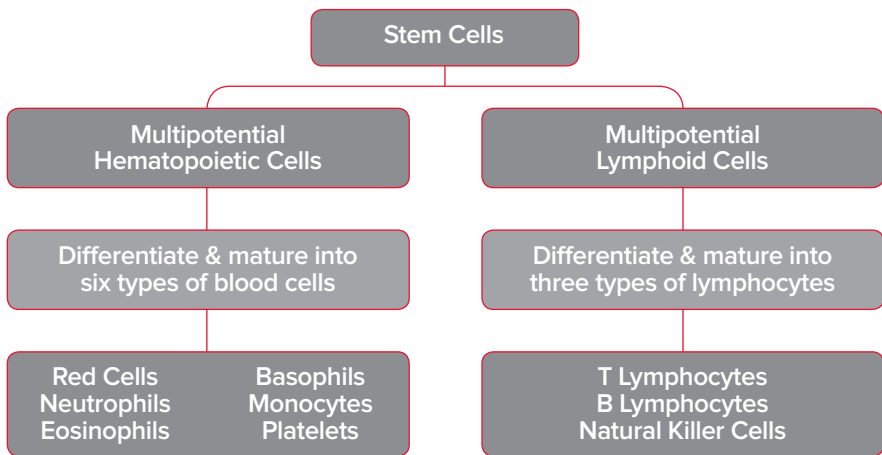 Stem Cells
Multipotential
Hematopoietic Cells
Multipotential
Lymphoid Cells
Differentiate & mature into
six types of blood cells
Differentiate & mature into
three types of lymphocytes
Red Cells
Neutrophils
Eosinophils
Basophils
Monocytes
Platelets
T Lymphocytes
B Lymphocytes
Natural Killer Cells